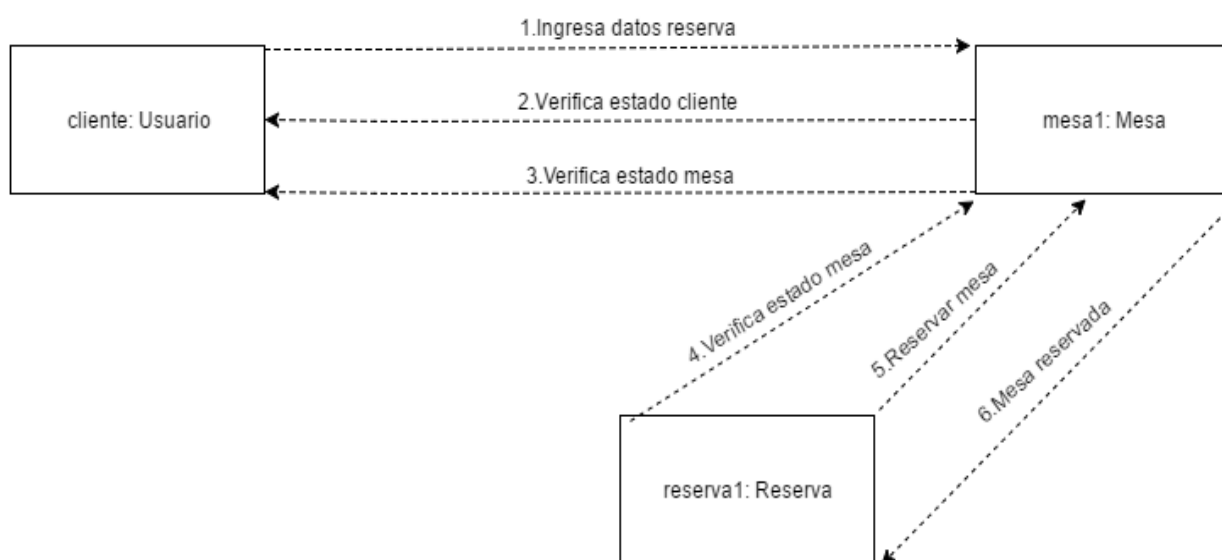 1.Ingresa datos reserva
cliente: Usuario
2.Verifica estado cliente
mesa1: Mesa
3.Verifica estado mesa
4.Verifica estado mesa
5.Reservar mesa
6.Mesa reservada
reserva1: Reserva